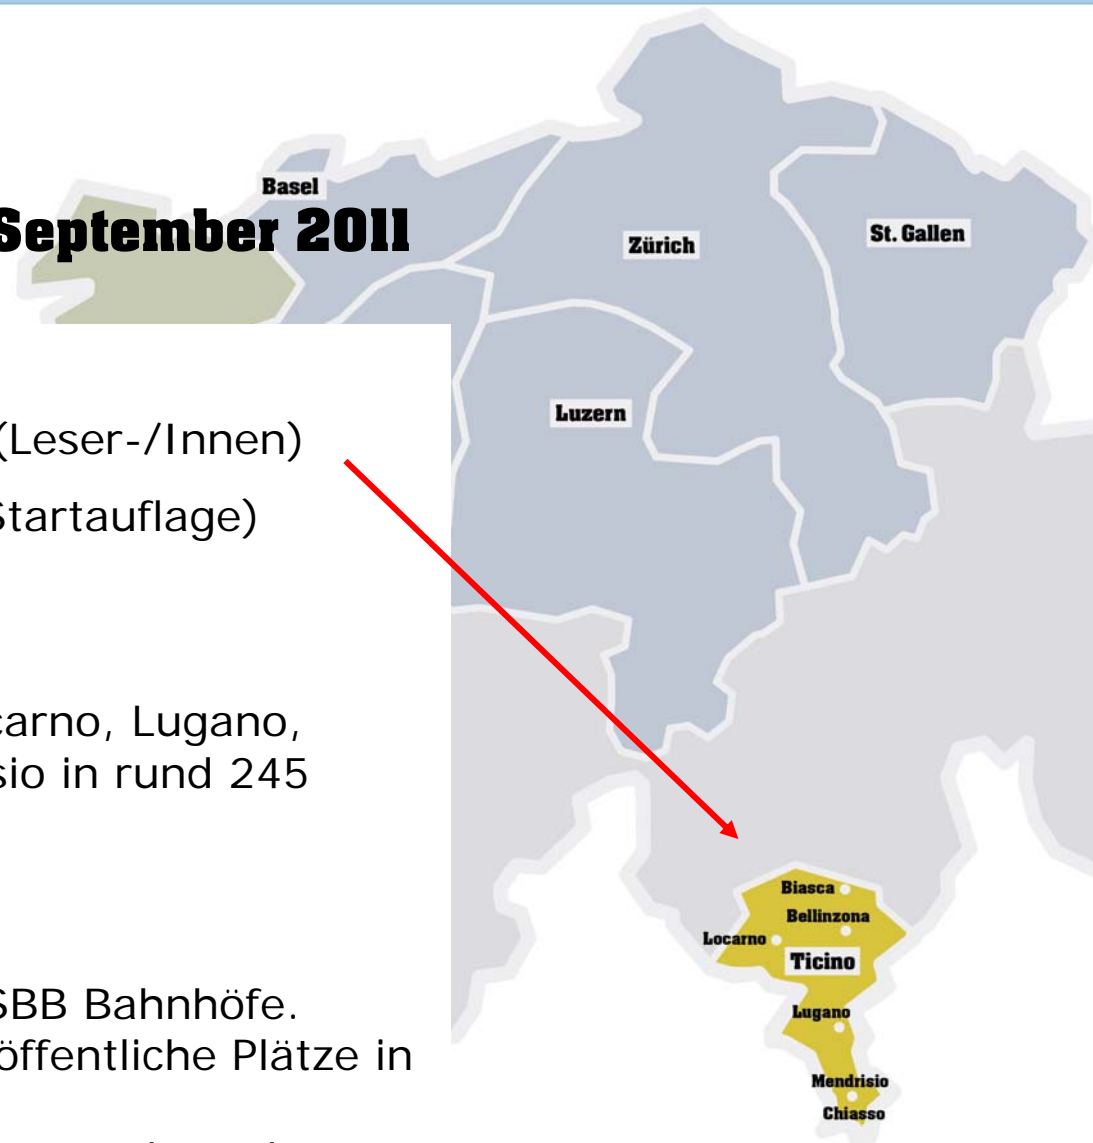 September 2011
(Leser-/Innen)
Startauflage)
carno, Lugano,
sio in rund 245
SBB Bahnhöfe.
öffentliche Plätze in
Basel
Zürich
St. Gallen
Luzern
Biasca
Bellinzona
Locarno
Ticino
Lugano
Mendrisio
Chiasso